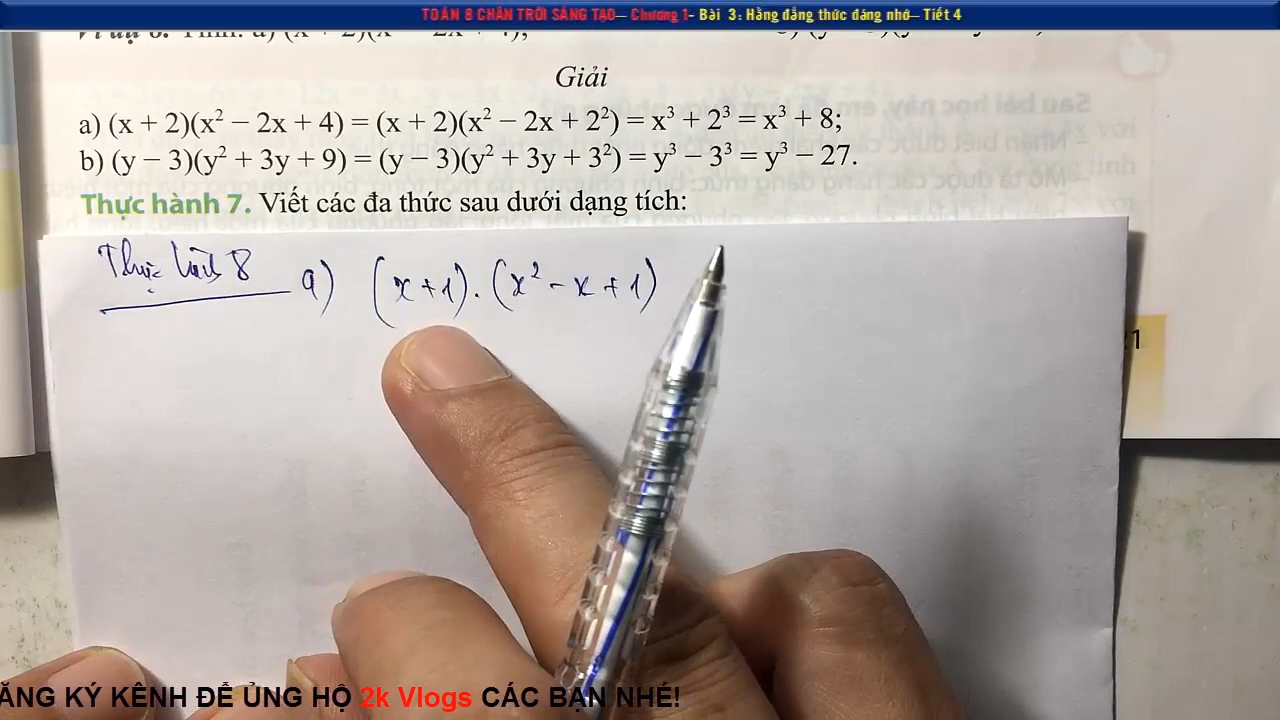 TOÁN 8 CHÂN TRỜI SÁNG TẠO– Chương 1- Bài 3: Hằng đẳng thức đáng nhớ– Tiết 4
Giải
a) (x + 2)(x² − 2x + 4) = (x + 2)(x² − 2x + 2²) = x³ + 2³ = x³ + 8;
b) (y − 3)(y² + 3y + 9) = (y − 3)(y² + 3y + 3²) = y³ − 3³ = y³ − 27.
Thực hành 7. Viết các đa thức sau dưới dạng tích:
Thực hành 8 a) (x+1).(x²-x+1)
ĂNG KÝ KÊNH ĐỂ ỦNG HỘ 2k Vlogs CÁC BẠN NHÉ!